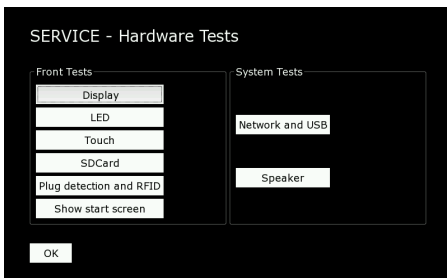 SERVICE - Hardware Tests
Front Tests
Display
LED
Touch
SDCard
Plug detection and RFID
Show start screen
System Tests
Network and USB
Speaker
OK